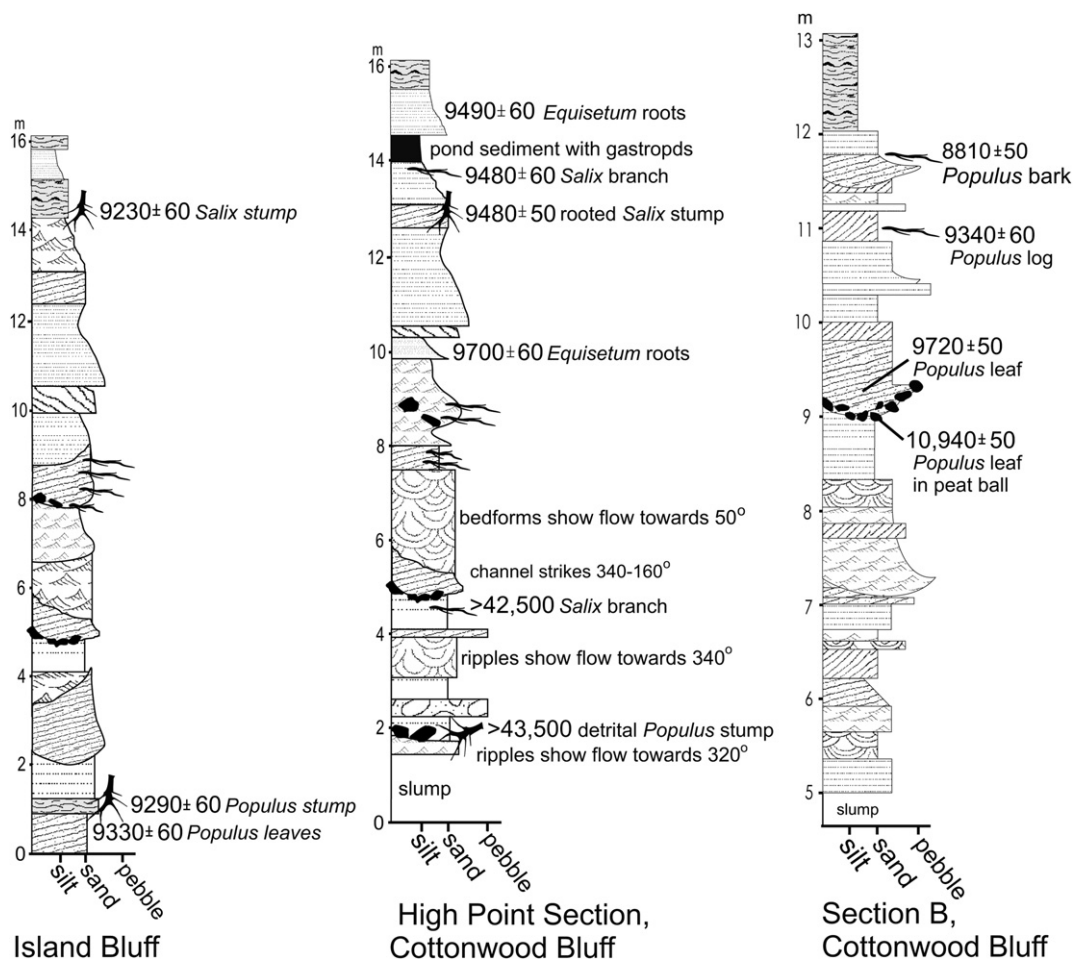 m
16
9230±60 Salix stump
14
12
10
8
6
4
2
9290±60 Populus stump
9330±60 Populus leaves
0
silt
sand
pebble
Island Bluff
m
16
9490±60 Equisetum roots
pond sediment with gastropds
14
9480±60 Salix branch
9480±50 rooted Salix stump
12
10
9700±60 Equisetum roots
8
bedforms show flow towards 50°
6
channel strikes 340-160°
>42,500 Salix branch
4
ripples show flow towards 340°
2
>43,500 detrital Populus stump
ripples show flow towards 320°
slump
0
silt
sand
pebble
High Point Section,
Cottonwood Bluff
m
13
12
8810±50
Populus bark
11
9340±60
Populus log
10
9720±50
Populus leaf
9
10,940±50
Populus leaf
in peat ball
8
7
6
5
slump
silt
sand
pebble
Section B,
Cottonwood Bluff